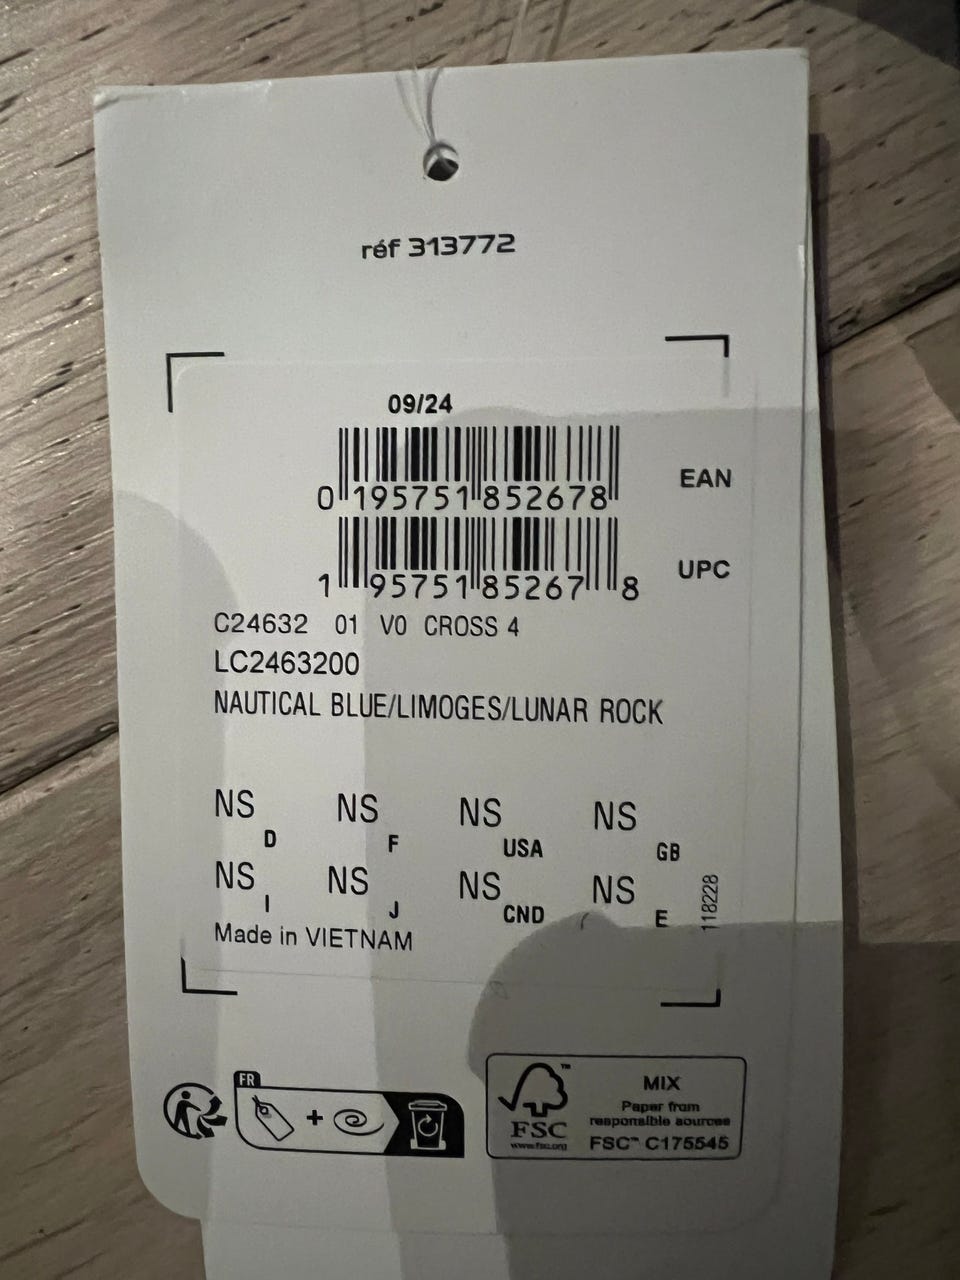 réf 313772
09/24
0 195751 852678
EAN
1 95751 85267 8
UPC
C24632 01 V0 CROSS 4
LC2463200
NAUTICAL BLUE/LIMOGES/LUNAR ROCK
NS D NS F NS USA NS GB
NS I NS J NS CND NS E
118228
Made in VIETNAM
FR
+
FSC™
www.fsc.org
MIX
Paper from
responsible sources
FSC™ C175545